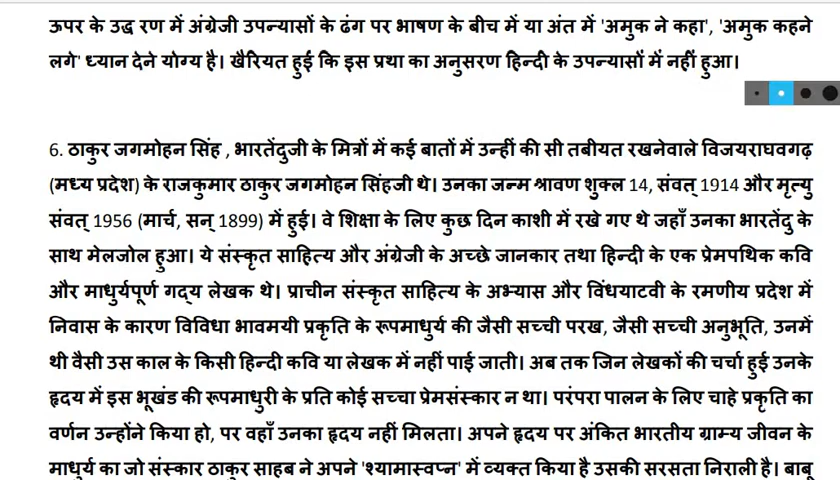 ऊपर के उद्ध रण में अंग्रेजी उपन्यासों के ढंग पर भाषण के बीच में या अंत में 'अमुक ने कहा', 'अमुक कहने
लगे' ध्यान देने योग्य है। खैरियत हुई कि इस प्रथा का अनुसरण हिन्दी के उपन्यासों में नहीं हुआ।
6. ठाकुर जगमोहन सिंह , भारतेंदुजी के मित्रों में कई बातों में उन्हीं की सी तबीयत रखनेवाले विजयराघवगढ़
(मध्य प्रदेश) के राजकुमार ठाकुर जगमोहन सिंहजी थे। उनका जन्म श्रावण शुक्ल 14, संवत् 1914 और मृत्यु
संवत् 1956 (मार्च, सन् 1899) में हुई। वे शिक्षा के लिए कुछ दिन काशी में रखे गए थे जहाँ उनका भारतेंदु के
साथ मेलजोल हुआ। ये संस्कृत साहित्य और अंग्रेजी के अच्छे जानकार तथा हिन्दी के एक प्रेमपथिक कवि
और माधुर्यपूर्ण गद्य लेखक थे। प्राचीन संस्कृत साहित्य के अभ्यास और विंधयाटवी के रमणीय प्रदेश में
निवास के कारण विविधा भावमयी प्रकृति के रूपमाधुर्य की जैसी सच्ची परख, जैसी सच्ची अनुभूति, उनमें
थी वैसी उस काल के किसी हिन्दी कवि या लेखक में नहीं पाई जाती। अब तक जिन लेखकों की चर्चा हुई उनके
हृदय में इस भूखंड की रूपमाधुरी के प्रति कोई सच्चा प्रेमसंस्कार न था। परंपरा पालन के लिए चाहे प्रकृति का
वर्णन उन्होंने किया हो, पर वहाँ उनका हृदय नहीं मिलता। अपने हृदय पर अंकित भारतीय ग्राम्य जीवन के
माधुर्य का जो संस्कार ठाकुर साहब ने अपने 'श्यामास्वप्न' में व्यक्त किया है उसकी सरसता निराली है। बाबू